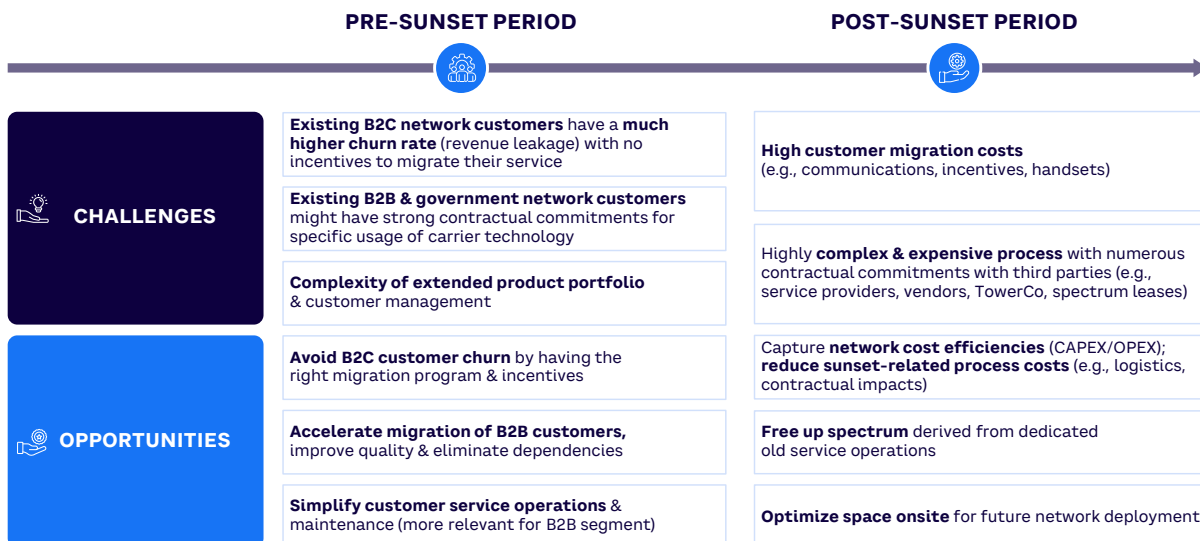 PRE-SUNSET PERIOD
POST-SUNSET PERIOD
CHALLENGES
Existing B2C network customers have a much
higher churn rate (revenue leakage) with no
incentives to migrate their service
Existing B2B & government network customers
might have strong contractual commitments for
specific usage of carrier technology
Complexity of extended product portfolio
& customer management
High customer migration costs
(e.g., communications, incentives, handsets)
Highly complex & expensive process with numerous
contractual commitments with third parties (e.g.,
service providers, vendors, TowerCo, spectrum leases)
OPPORTUNITIES
Avoid B2C customer churn by having the
right migration program & incentives
Accelerate migration of B2B customers,
improve quality & eliminate dependencies
Simplify customer service operations &
maintenance (more relevant for B2B segment)
Capture network cost efficiencies (CAPEX/OPEX);
reduce sunset-related process costs (e.g., logistics,
contractual impacts)
Free up spectrum derived from dedicated
old service operations
Optimize space onsite for future network deployment